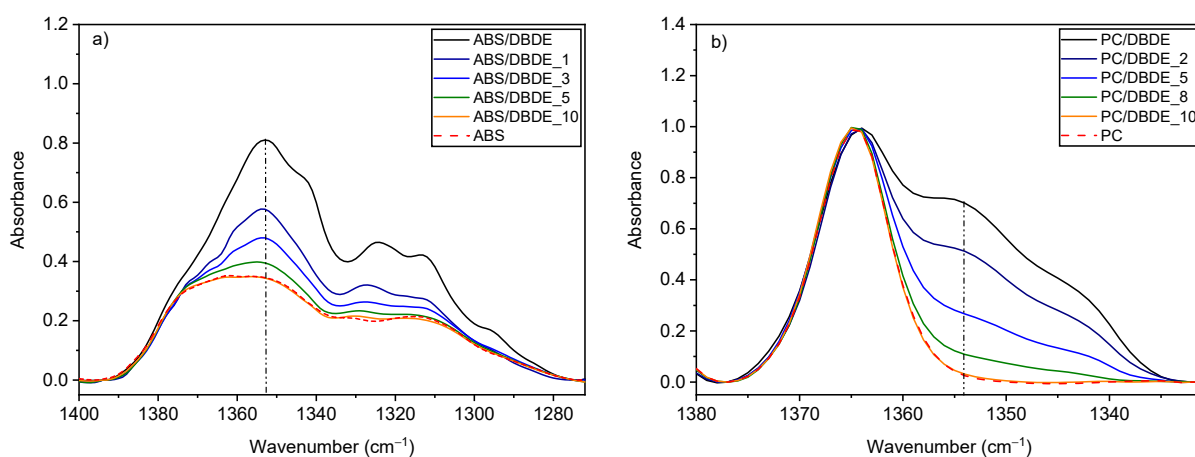 a)
ABS/DBDE
ABS/DBDE_1
ABS/DBDE_3
ABS/DBDE_5
ABS/DBDE_10
ABS
Absorbance
1.2
1.0
0.8
0.6
0.4
0.2
0.0
1400 1380 1360 1340 1320 1300 1280
Wavenumber (cm⁻¹)
b)
PC/DBDE
PC/DBDE_2
PC/DBDE_5
PC/DBDE_8
PC/DBDE_10
PC
Absorbance
1.4
1.2
1.0
0.8
0.6
0.4
0.2
0.0
1380 1370 1360 1350 1340
Wavenumber (cm⁻¹)